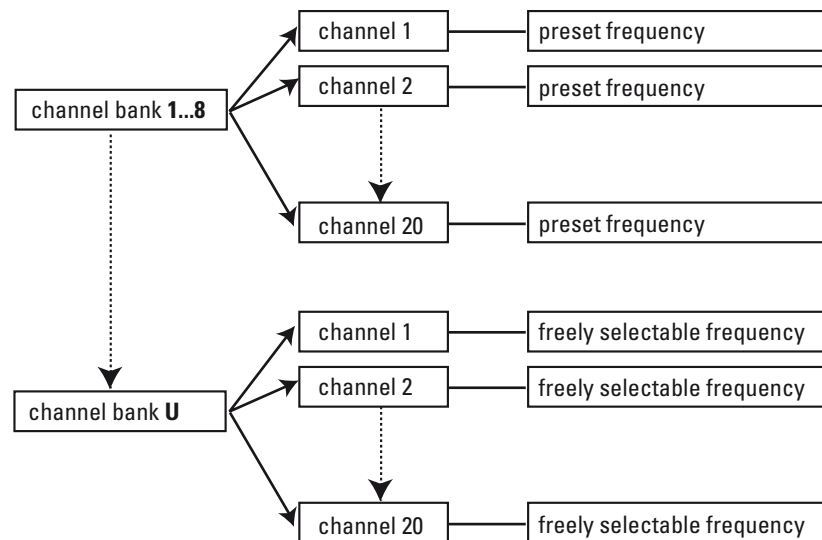 channel 1 preset frequency
channel 2 preset frequency
channel bank 1...8
channel 20 preset frequency
channel 1 freely selectable frequency
channel 2 freely selectable frequency
channel bank U
channel 20 freely selectable frequency